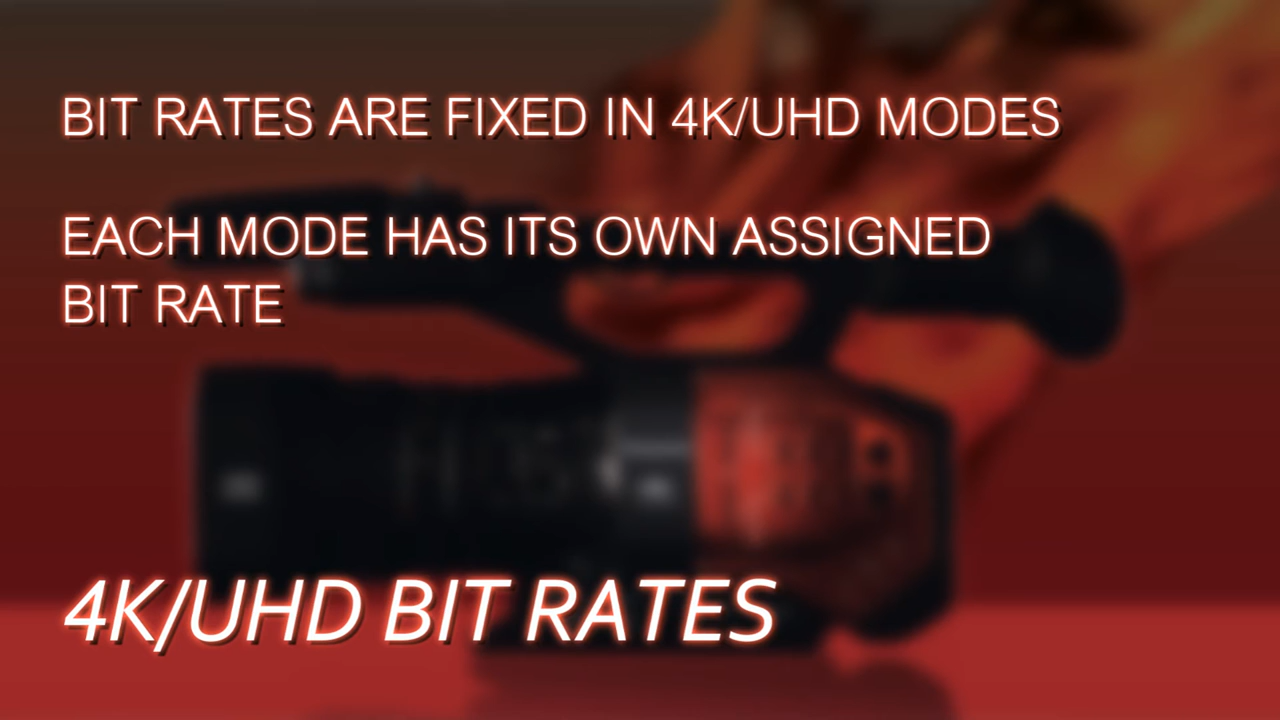 BIT RATES ARE FIXED IN 4K/UHD MODES
EACH MODE HAS ITS OWN ASSIGNED
BIT RATE
4K/UHD BIT RATES